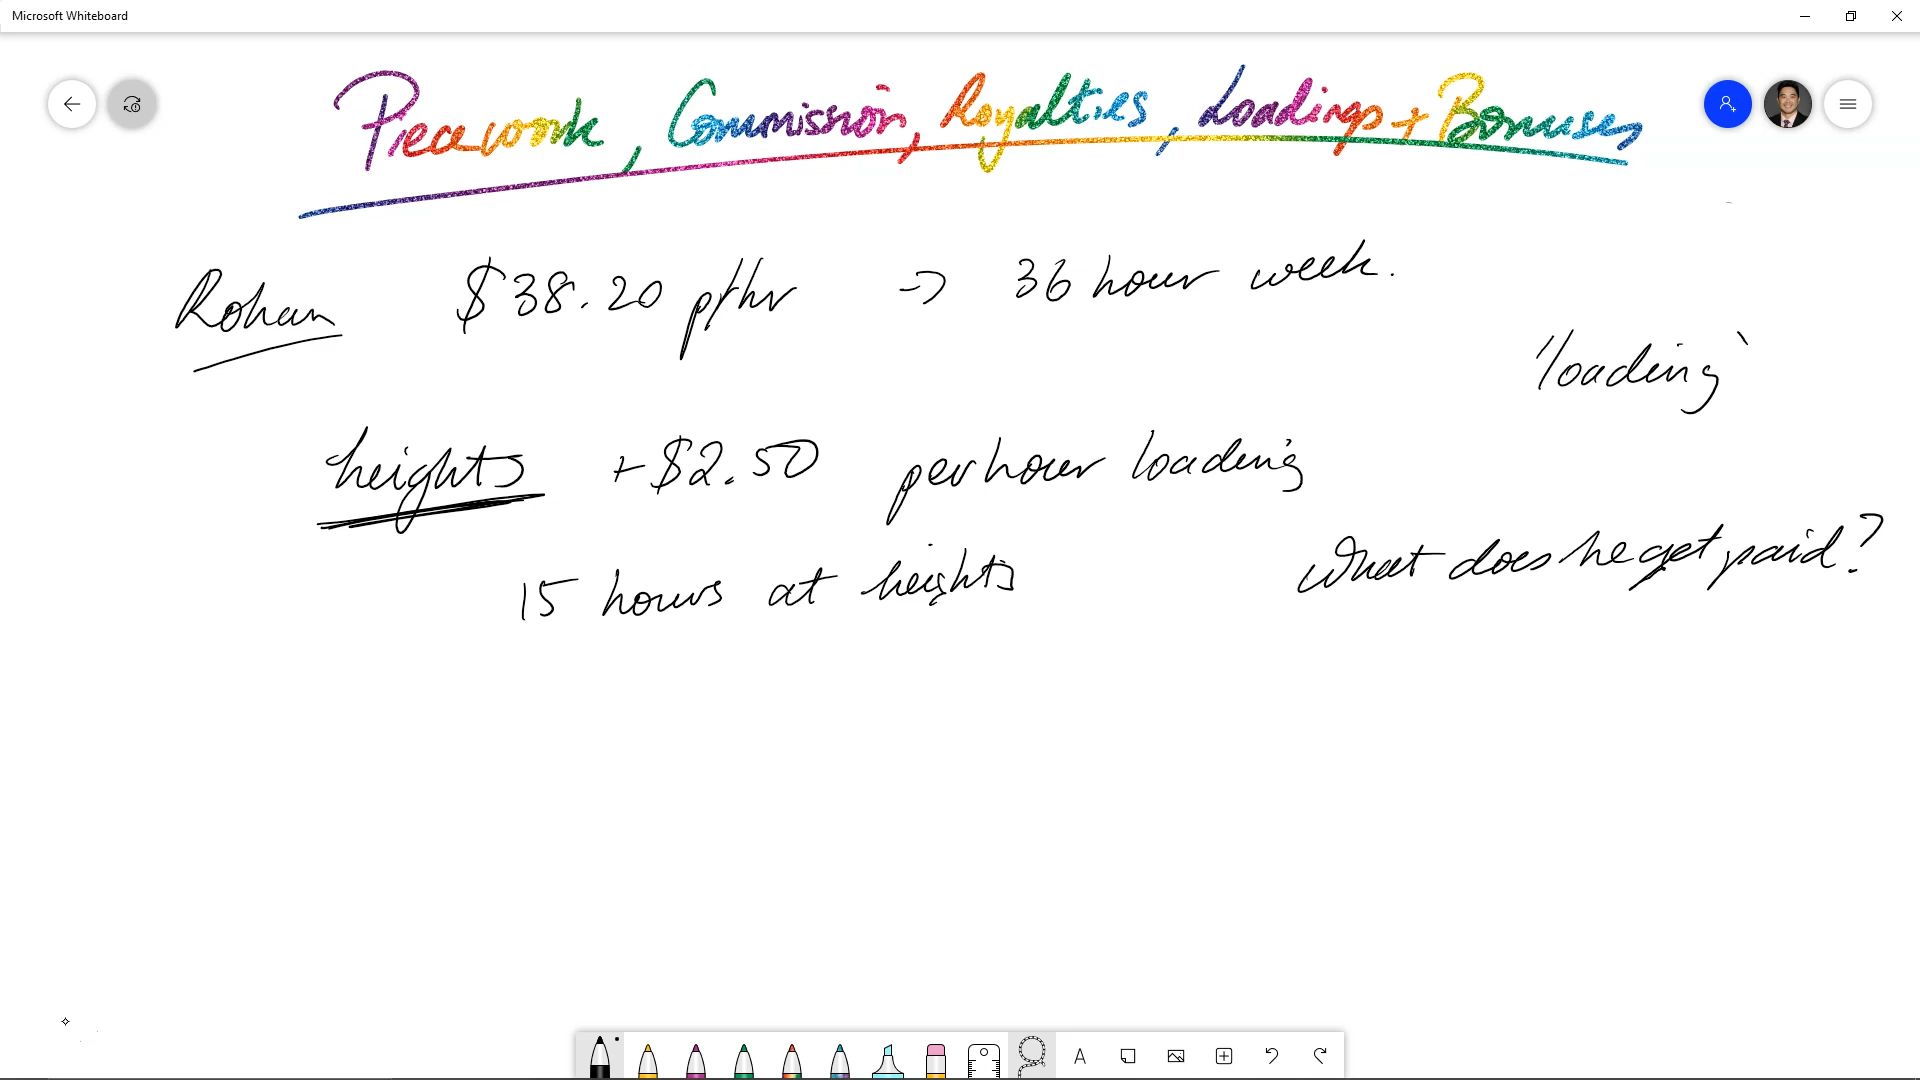 Microsoft Whiteboard
Piecework, Commission, Royalties, Loadings + Bonuses
Rohan $38.20 p/hr → 36 hour week.
'loading'
heights +$2.50 per hour loading
15 hours at heights What does he get paid?
A